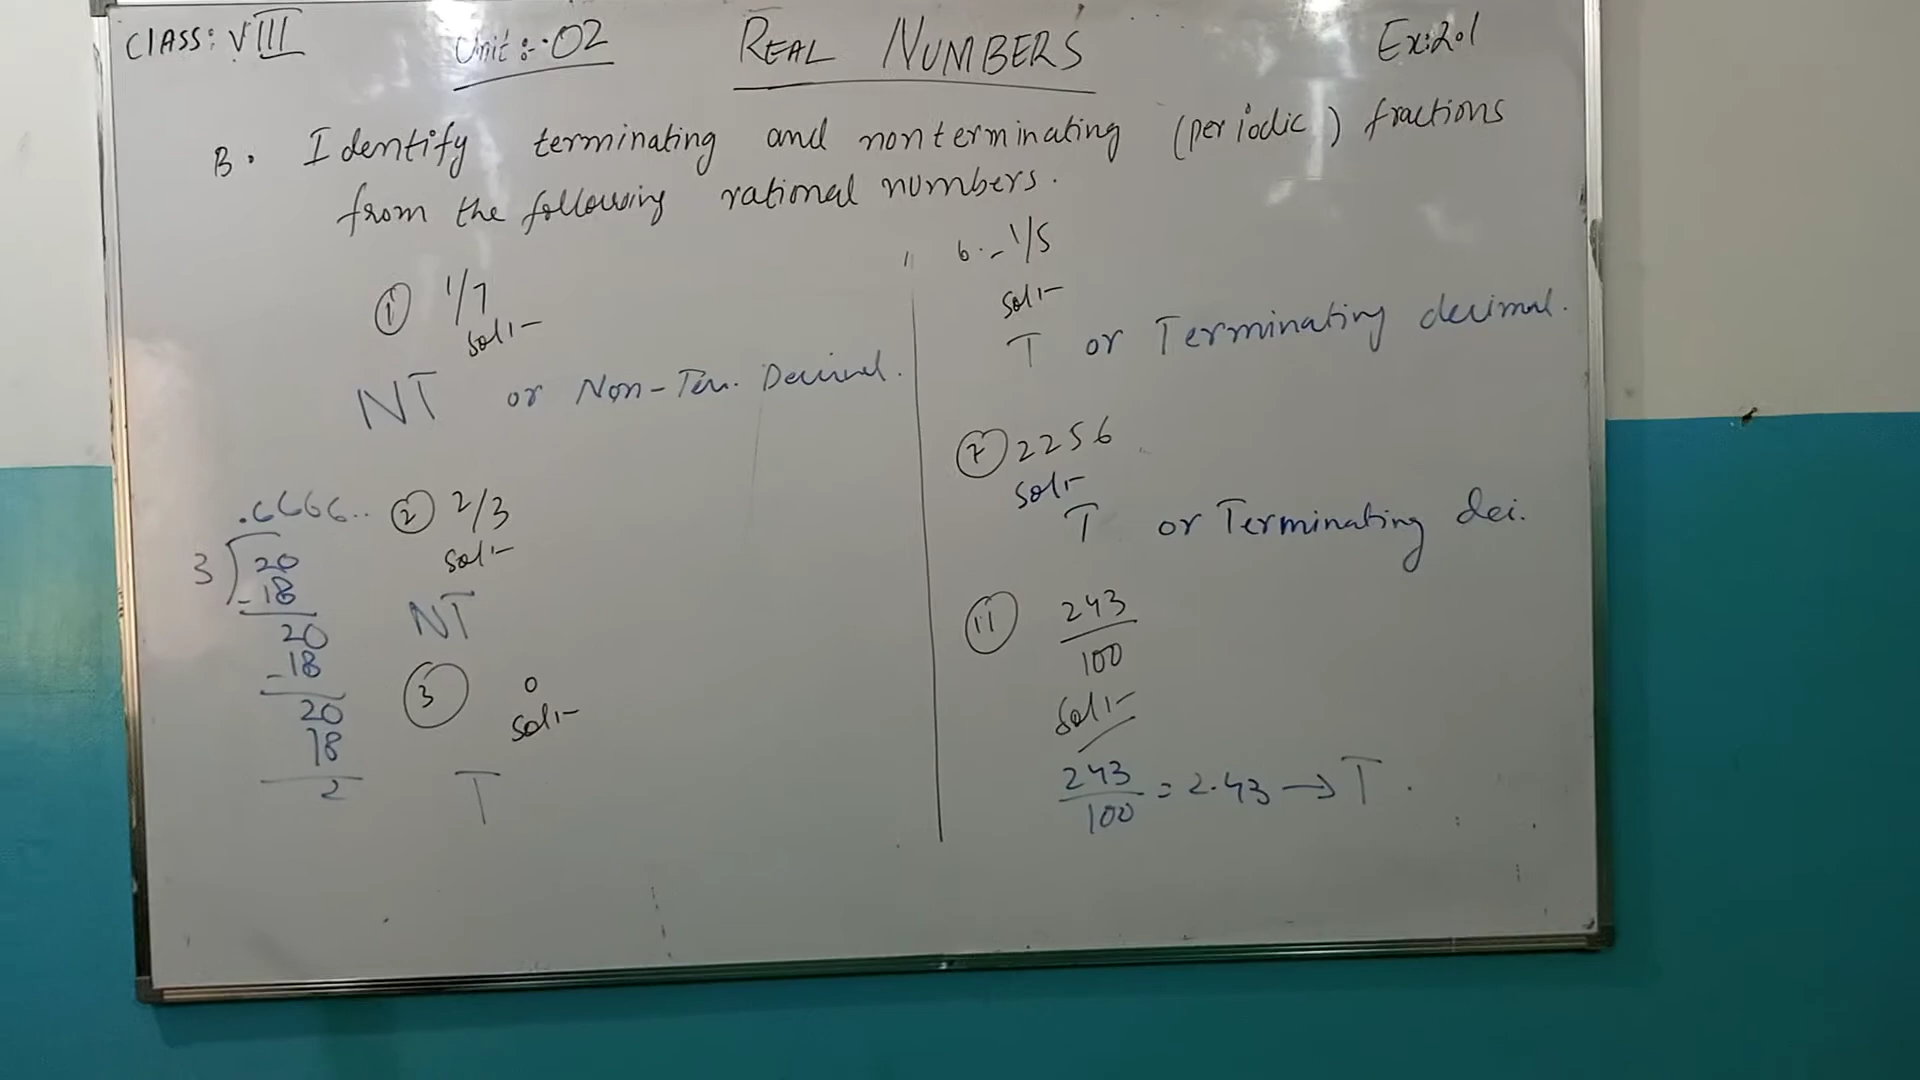 CLASS: VIII Unit:-02 REAL NUMBERS Ex:2.1
B. Identify terminating and nonterminating (periodic) fractions
from the following rational numbers.
① 1/7
Sol:-
NT or Non-Ter. Decimal.
② 2/3
Sol:-
NT
.6666..
3 20
-18
20
-18
20
18
2
③ 0
Sol:-
T
6. - 1/5
Sol:-
T or Terminating decimal.
⑦ 2256
Sol:-
T or Terminating dei.
⑪ 243
100
Sol:-
243
100 = 2.43 → T.